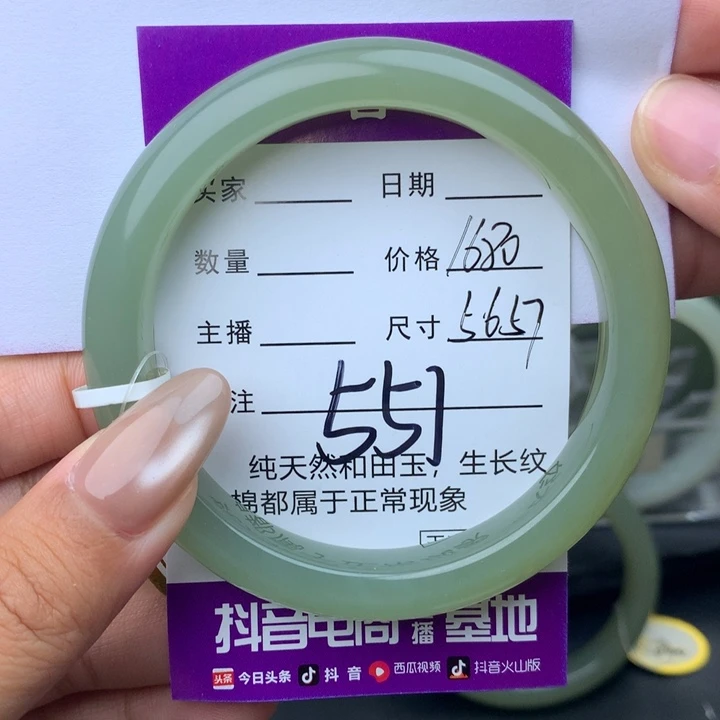 买家 日期
数量 价格 1680
主播 尺寸 56.57
注
551
纯天然和田玉，生长纹
棉都属于正常现象
抖音电商 播 基地
头条 今日头条 抖音 西瓜视频 抖音火山版